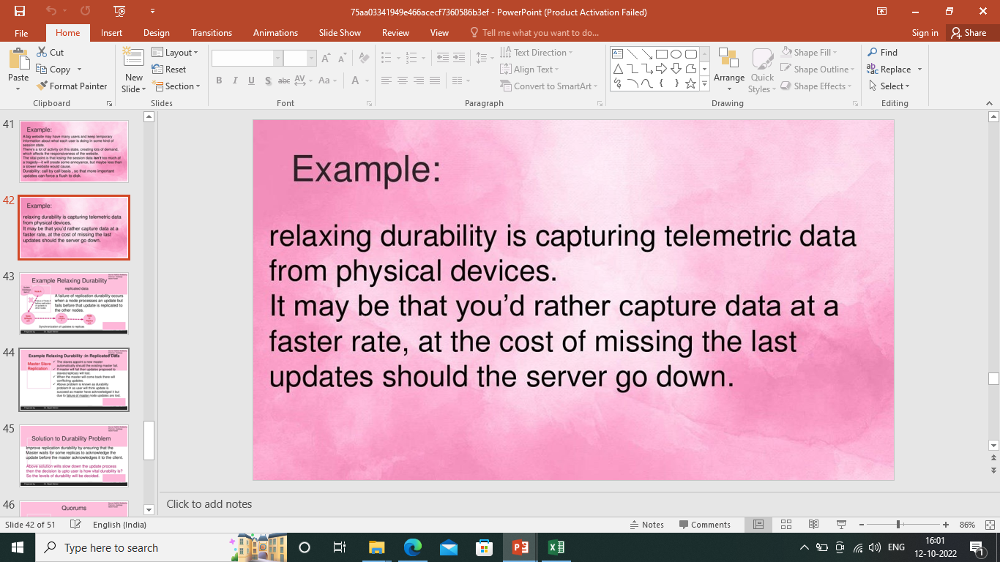 75aa03341949e466acecf7360586b3ef - PowerPoint (Product Activation Failed)
File
Home
Insert
Design
Transitions
Animations
Slide Show
Review
View
Tell me what you want to do...
Sign in
Share
Paste
Cut
Copy
Format Painter
Clipboard
New
Slide
Layout
Reset
Section
Slides
B I U S abc AV Aa A
Font
Text Direction
Align Text
Convert to SmartArt
Paragraph
Arrange
Quick
Styles
Shape Fill
Shape Outline
Shape Effects
Drawing
Find
Replace
Select
Editing
41
Example:
A big website may have many users and keep temporary
information about what each user is doing in some kind of
session state.
There's a lot of activity on this state, creating lots of demand,
which affects the responsiveness of the website.
The vital point is that losing the session data isn't too much of
a tragedy—it will create some annoyance, but maybe less than
a slower website would cause.
Durability: call by call basis , so that more important
updates can force a flush to disk.
42
Example:
relaxing durability is capturing telemetric data
from physical devices.
It may be that you'd rather capture data at a
faster rate, at the cost of missing the last
updates should the server go down.
43
Example Relaxing Durability
replicated data
A failure of replication durability occurs
when a node processes an update but
fails before that update is replicated to
the other nodes.
Synchronization of updates to replicas
44
Example Relaxing Durability :in Replicated Data
Master Slave
Replication
The slaves appoint a new master
automatically should the existing master fail.
If master will fail then updates proposed to
slaves(replica) will lost.
When the master will come back there will
conflicting updates.
Above problem is known as durability
problem as user will think update is
succeed as master have acknowledged it but
due to failure of master node updates are lost.
45
Solution to Durability Problem
Improve replication durability by ensuring that the
Master waits for some replicas to acknowledge the
update before the master acknowledges it to the client.
Above solution wills slow down the update process
then the decision is upto user is how vital durability is?
So the levels of durability will be decided.
46
Quorums
Example:
relaxing durability is capturing telemetric data
from physical devices.
It may be that you’d rather capture data at a
faster rate, at the cost of missing the last
updates should the server go down.
Click to add notes
Slide 42 of 51
English (India)
Notes
Comments
86%
Type here to search
ENG
16:01
12-10-2022
1